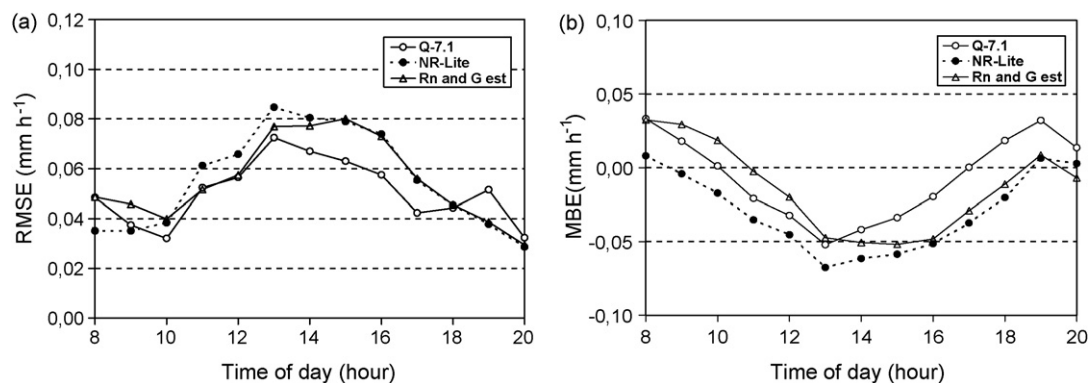 (a)
0,12
0,10
0,08
0,06
0,04
0,02
0,00
RMSE (mm h⁻¹)
Q-7.1
NR-Lite
Rn and G est
8 10 12 14 16 18 20
Time of day (hour)
(b)
0,10
0,05
0,00
-0,05
-0,10
MBE(mm h⁻¹)
Q-7.1
NR-Lite
Rn and G est
8 10 12 14 16 18 20
Time of day (hour)